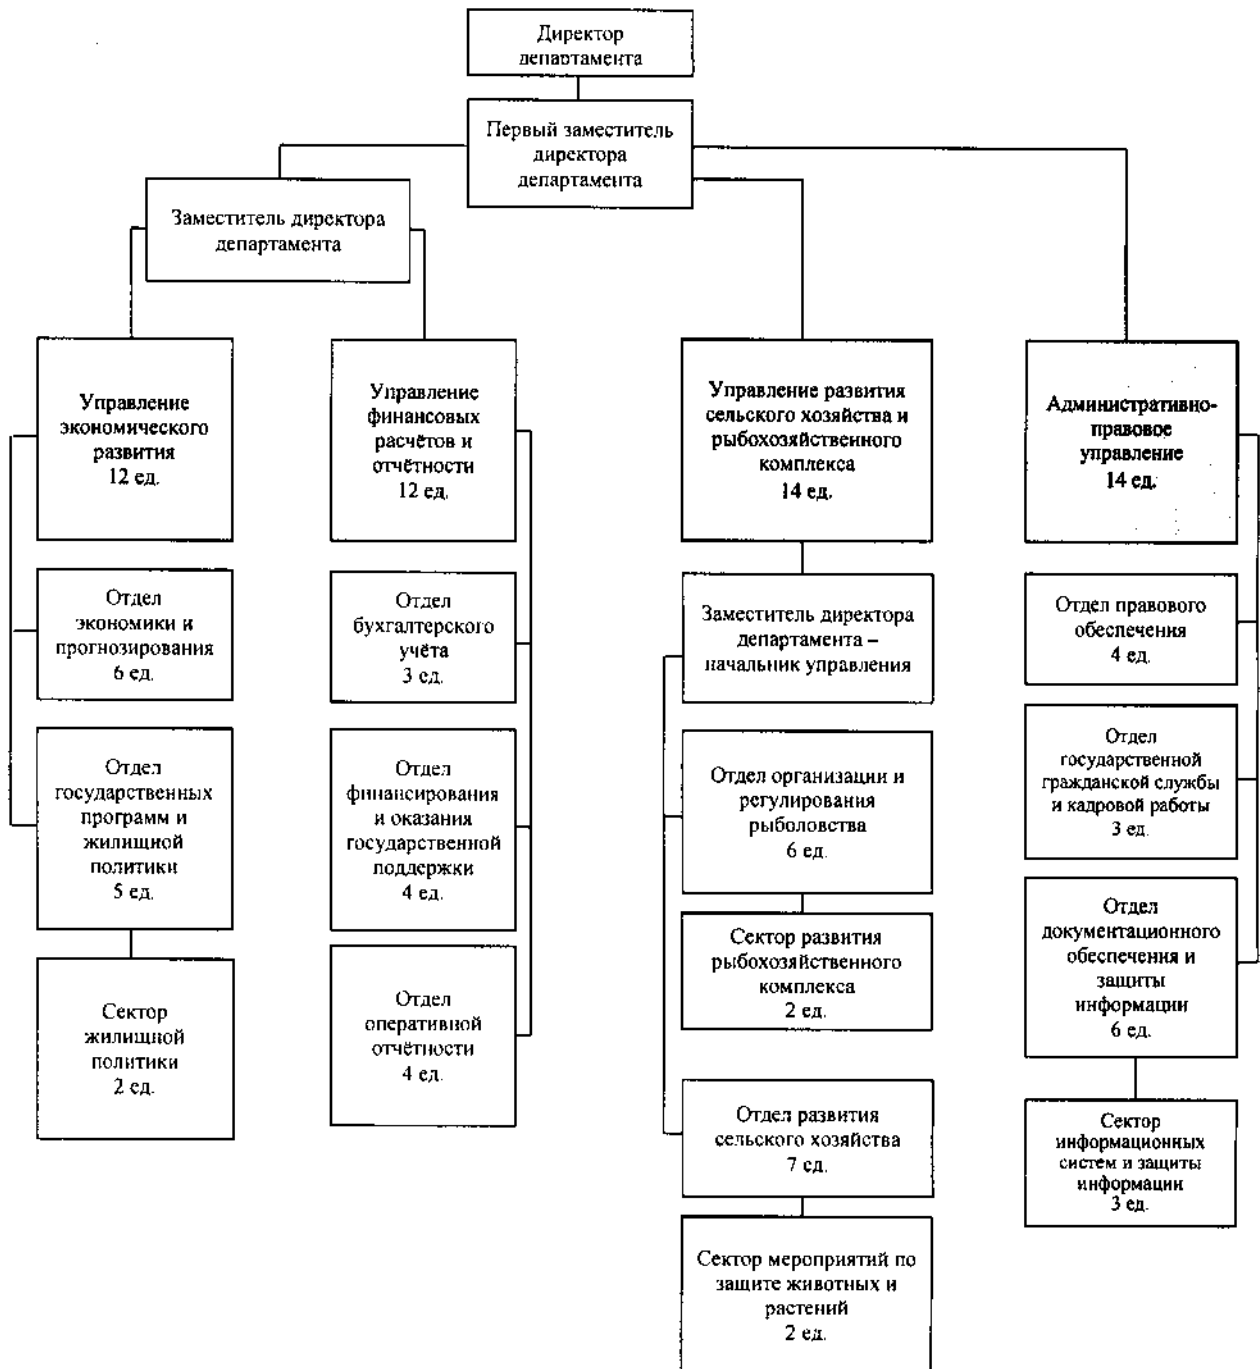 Директор
департамента
Первый заместитель
директора
департамента
Заместитель директора
департамента
Управление
экономического
развития
12 ед.
Управление
финансовых
расчётов и
отчётности
12 ед.
Управление развития
сельского хозяйства и
рыбохозяйственного
комплекса
14 ед.
Административно-
правовое
управление
14 ед.
Отдел
экономики и
прогнозирования
6 ед.
Отдел
бухгалтерского
учёта
3 ед.
Заместитель директора
департамента –
начальник управления
Отдел правового
обеспечения
4 ед.
Отдел
государственных
программ и
жилищной
политики
5 ед.
Отдел
финансирования
и оказания
государственной
поддержки
4 ед.
Отдел организации и
регулирования
рыболовства
6 ед.
Отдел
государственной
гражданской службы
и кадровой работы
3 ед.
Сектор
жилищной
политики
2 ед.
Отдел
оперативной
отчётности
4 ед.
Сектор развития
рыбохозяйственного
комплекса
2 ед.
Отдел
документационного
обеспечения и
защиты
информации
6 ед.
Отдел развития
сельского хозяйства
7 ед.
Сектор
информационных
систем и защиты
информации
3 ед.
Сектор мероприятий по
защите животных и
растений
2 ед.